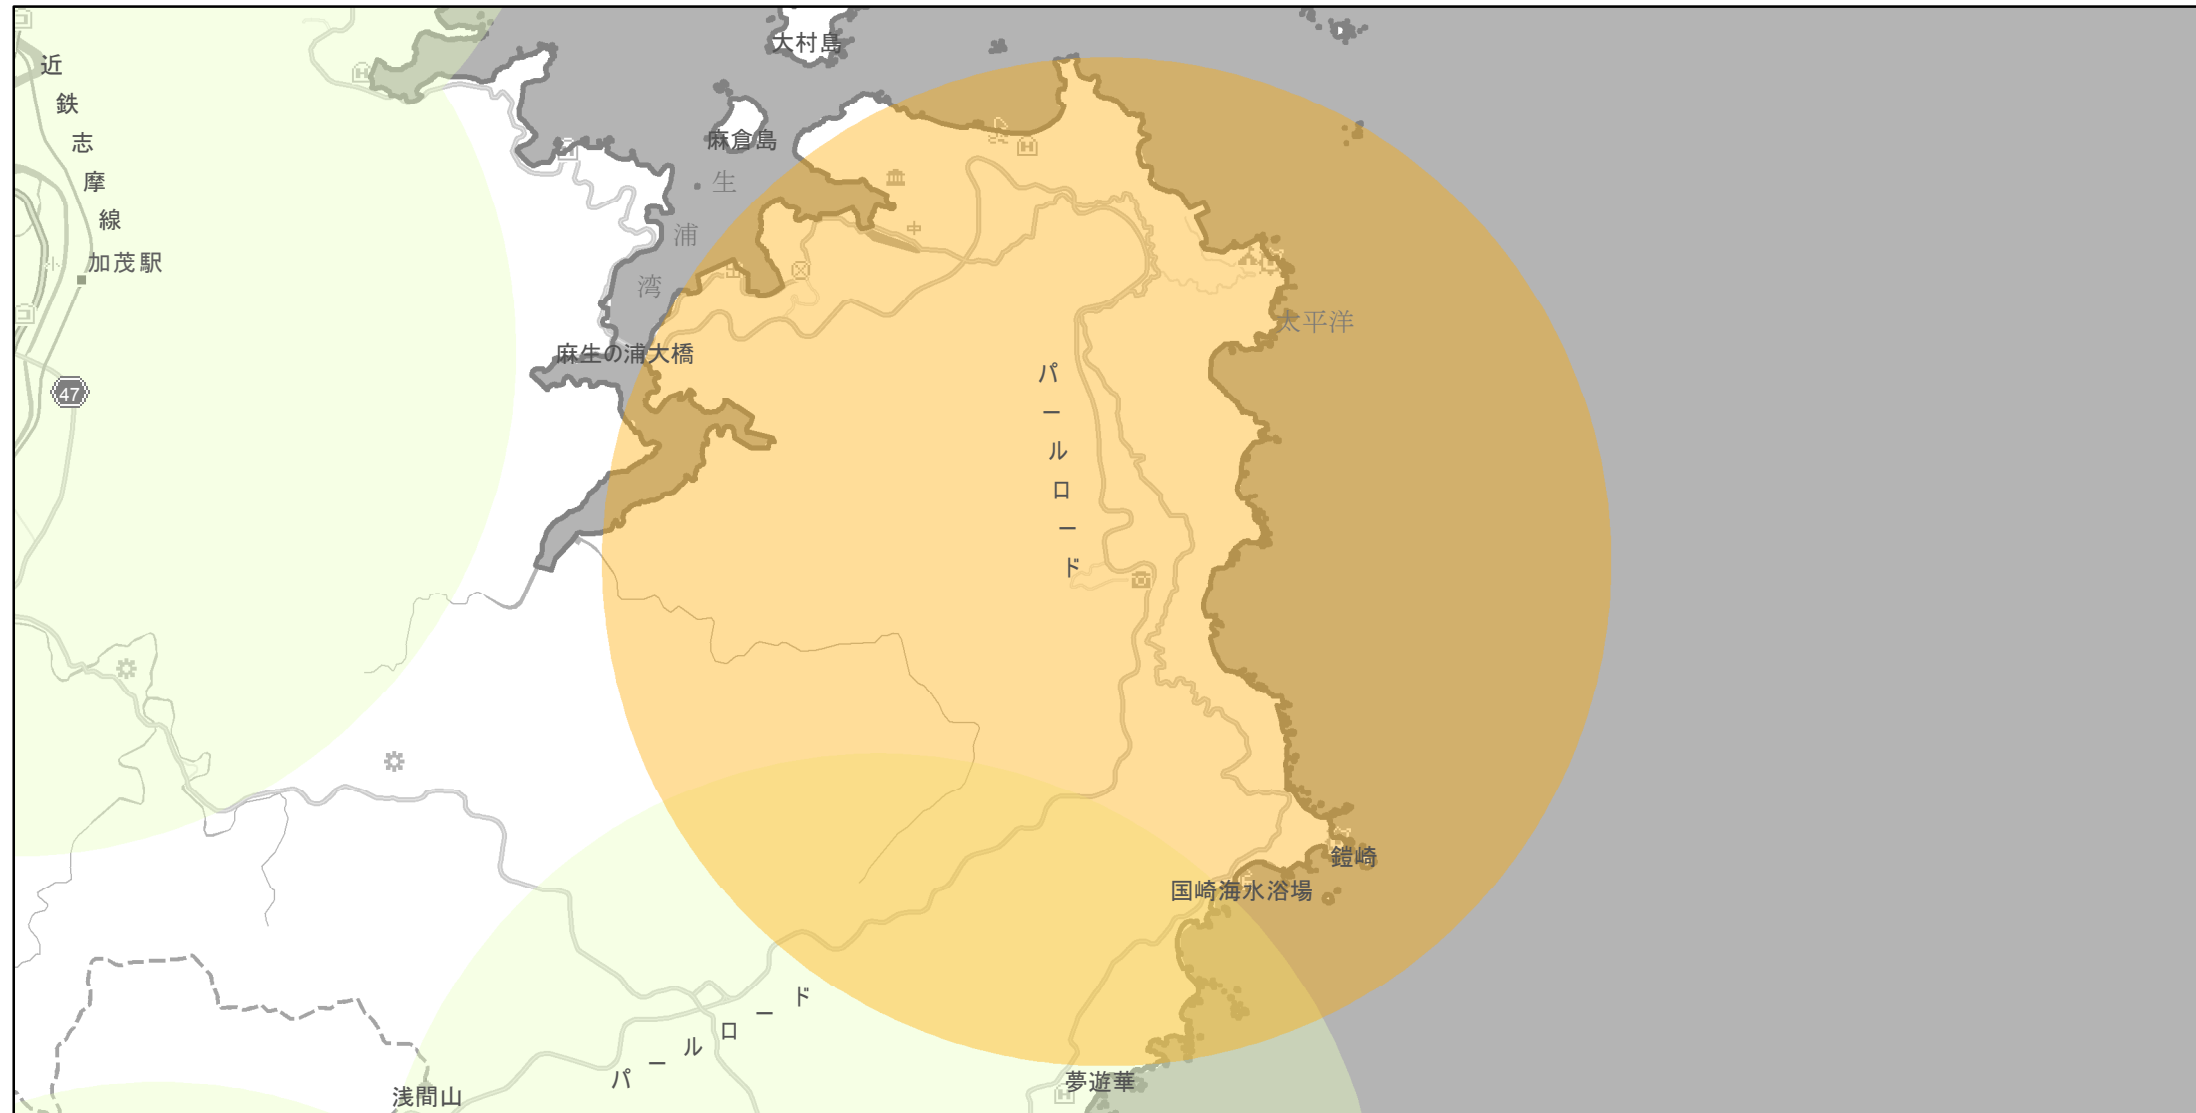 大村島
近鉄志摩線
麻倉島
生浦湾
加茂駅
太平洋
麻生の浦大橋
47
パールロード
鎧崎
国崎海水浴場
パールロード
夢遊華
浅間山